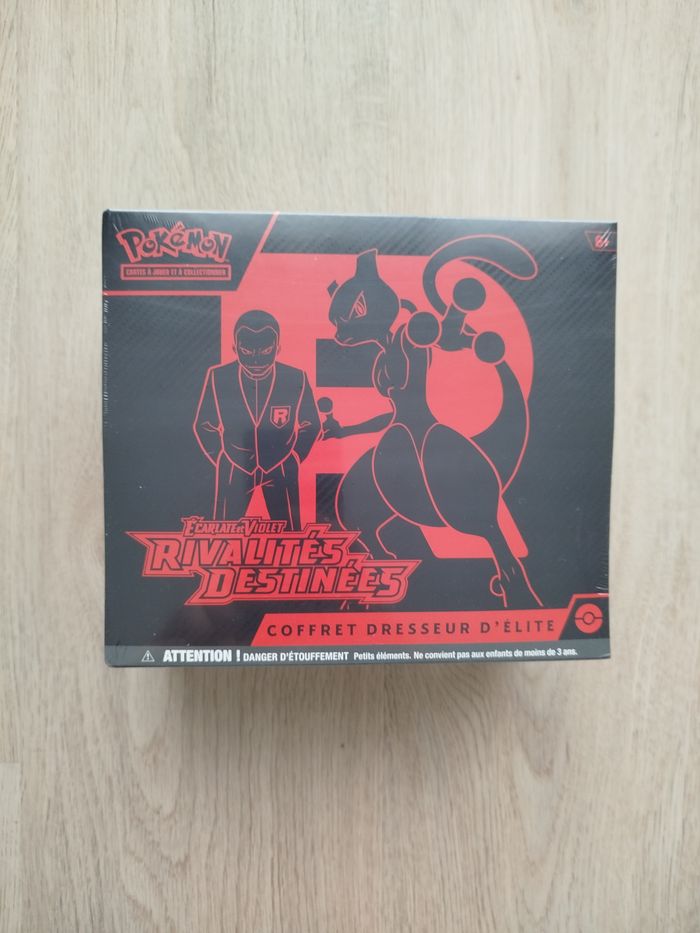 POKéMON
CARTES À JOUER ET À COLLECTIONNER
6+
R
ÉCARLATE ET VIOLET
RIVALITÉS
DESTINÉES
COFFRET DRESSEUR D'ÉLITE
ATTENTION ! DANGER D'ÉTOUFFEMENT Petits éléments. Ne convient pas aux enfants de moins de 3 ans.